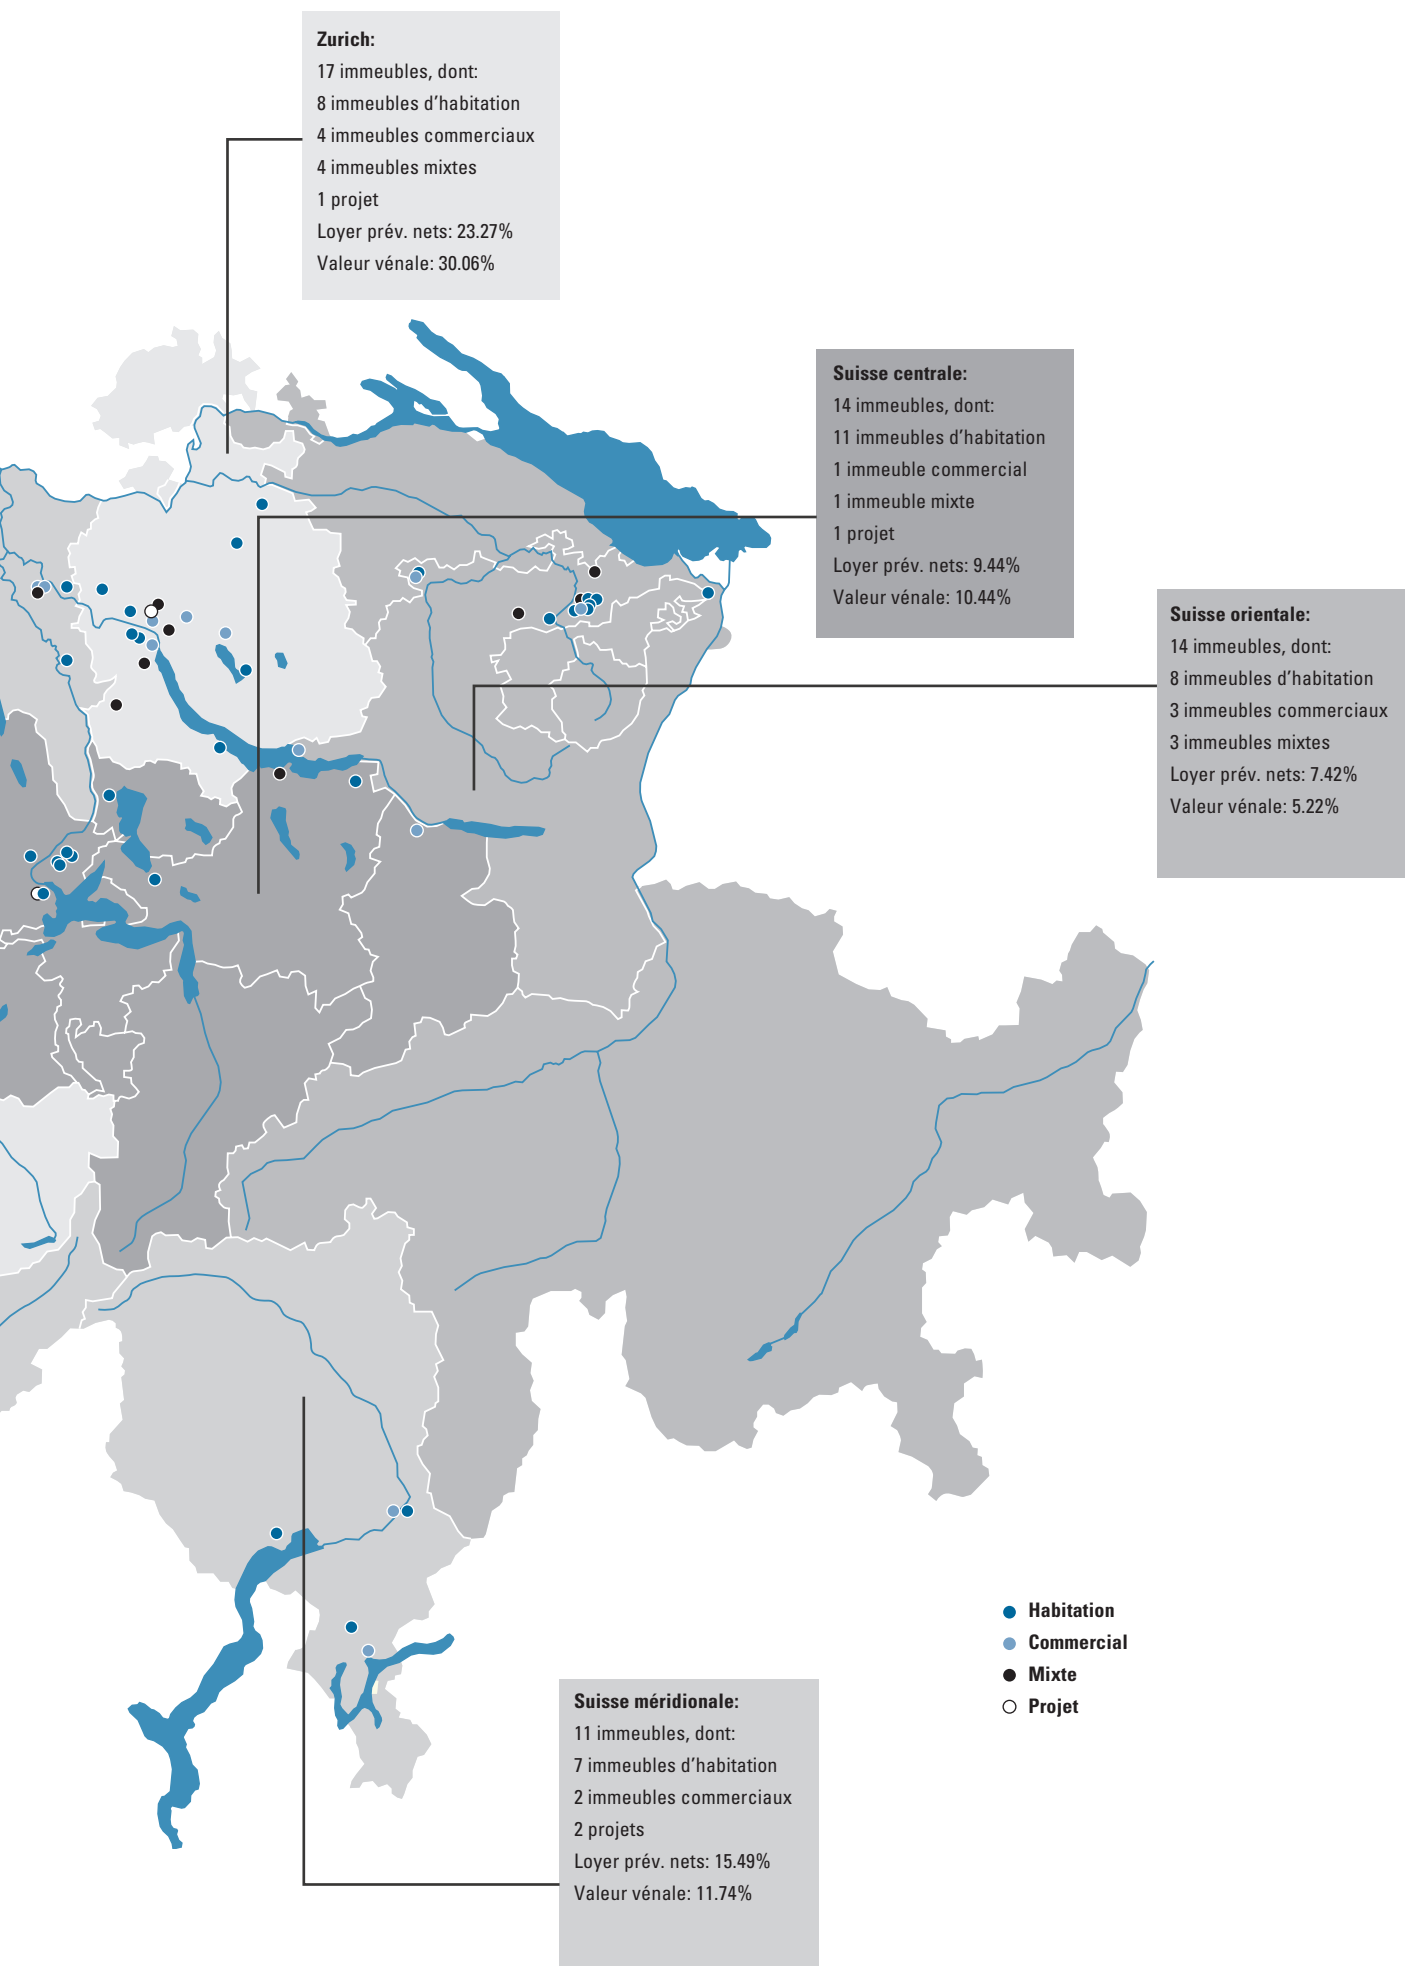 Zurich:
17 immeubles, dont:
8 immeubles d’habitation
4 immeubles commerciaux
4 immeubles mixtes
1 projet
Loyer prév. nets: 23.27%
Valeur vénale: 30.06%
Suisse centrale:
14 immeubles, dont:
11 immeubles d’habitation
1 immeuble commercial
1 immeuble mixte
1 projet
Loyer prév. nets: 9.44%
Valeur vénale: 10.44%
Suisse orientale:
14 immeubles, dont:
8 immeubles d’habitation
3 immeubles commerciaux
3 immeubles mixtes
Loyer prév. nets: 7.42%
Valeur vénale: 5.22%
Habitation
Commercial
Mixte
Projet
Suisse méridionale:
11 immeubles, dont:
7 immeubles d’habitation
2 immeubles commerciaux
2 projets
Loyer prév. nets: 15.49%
Valeur vénale: 11.74%